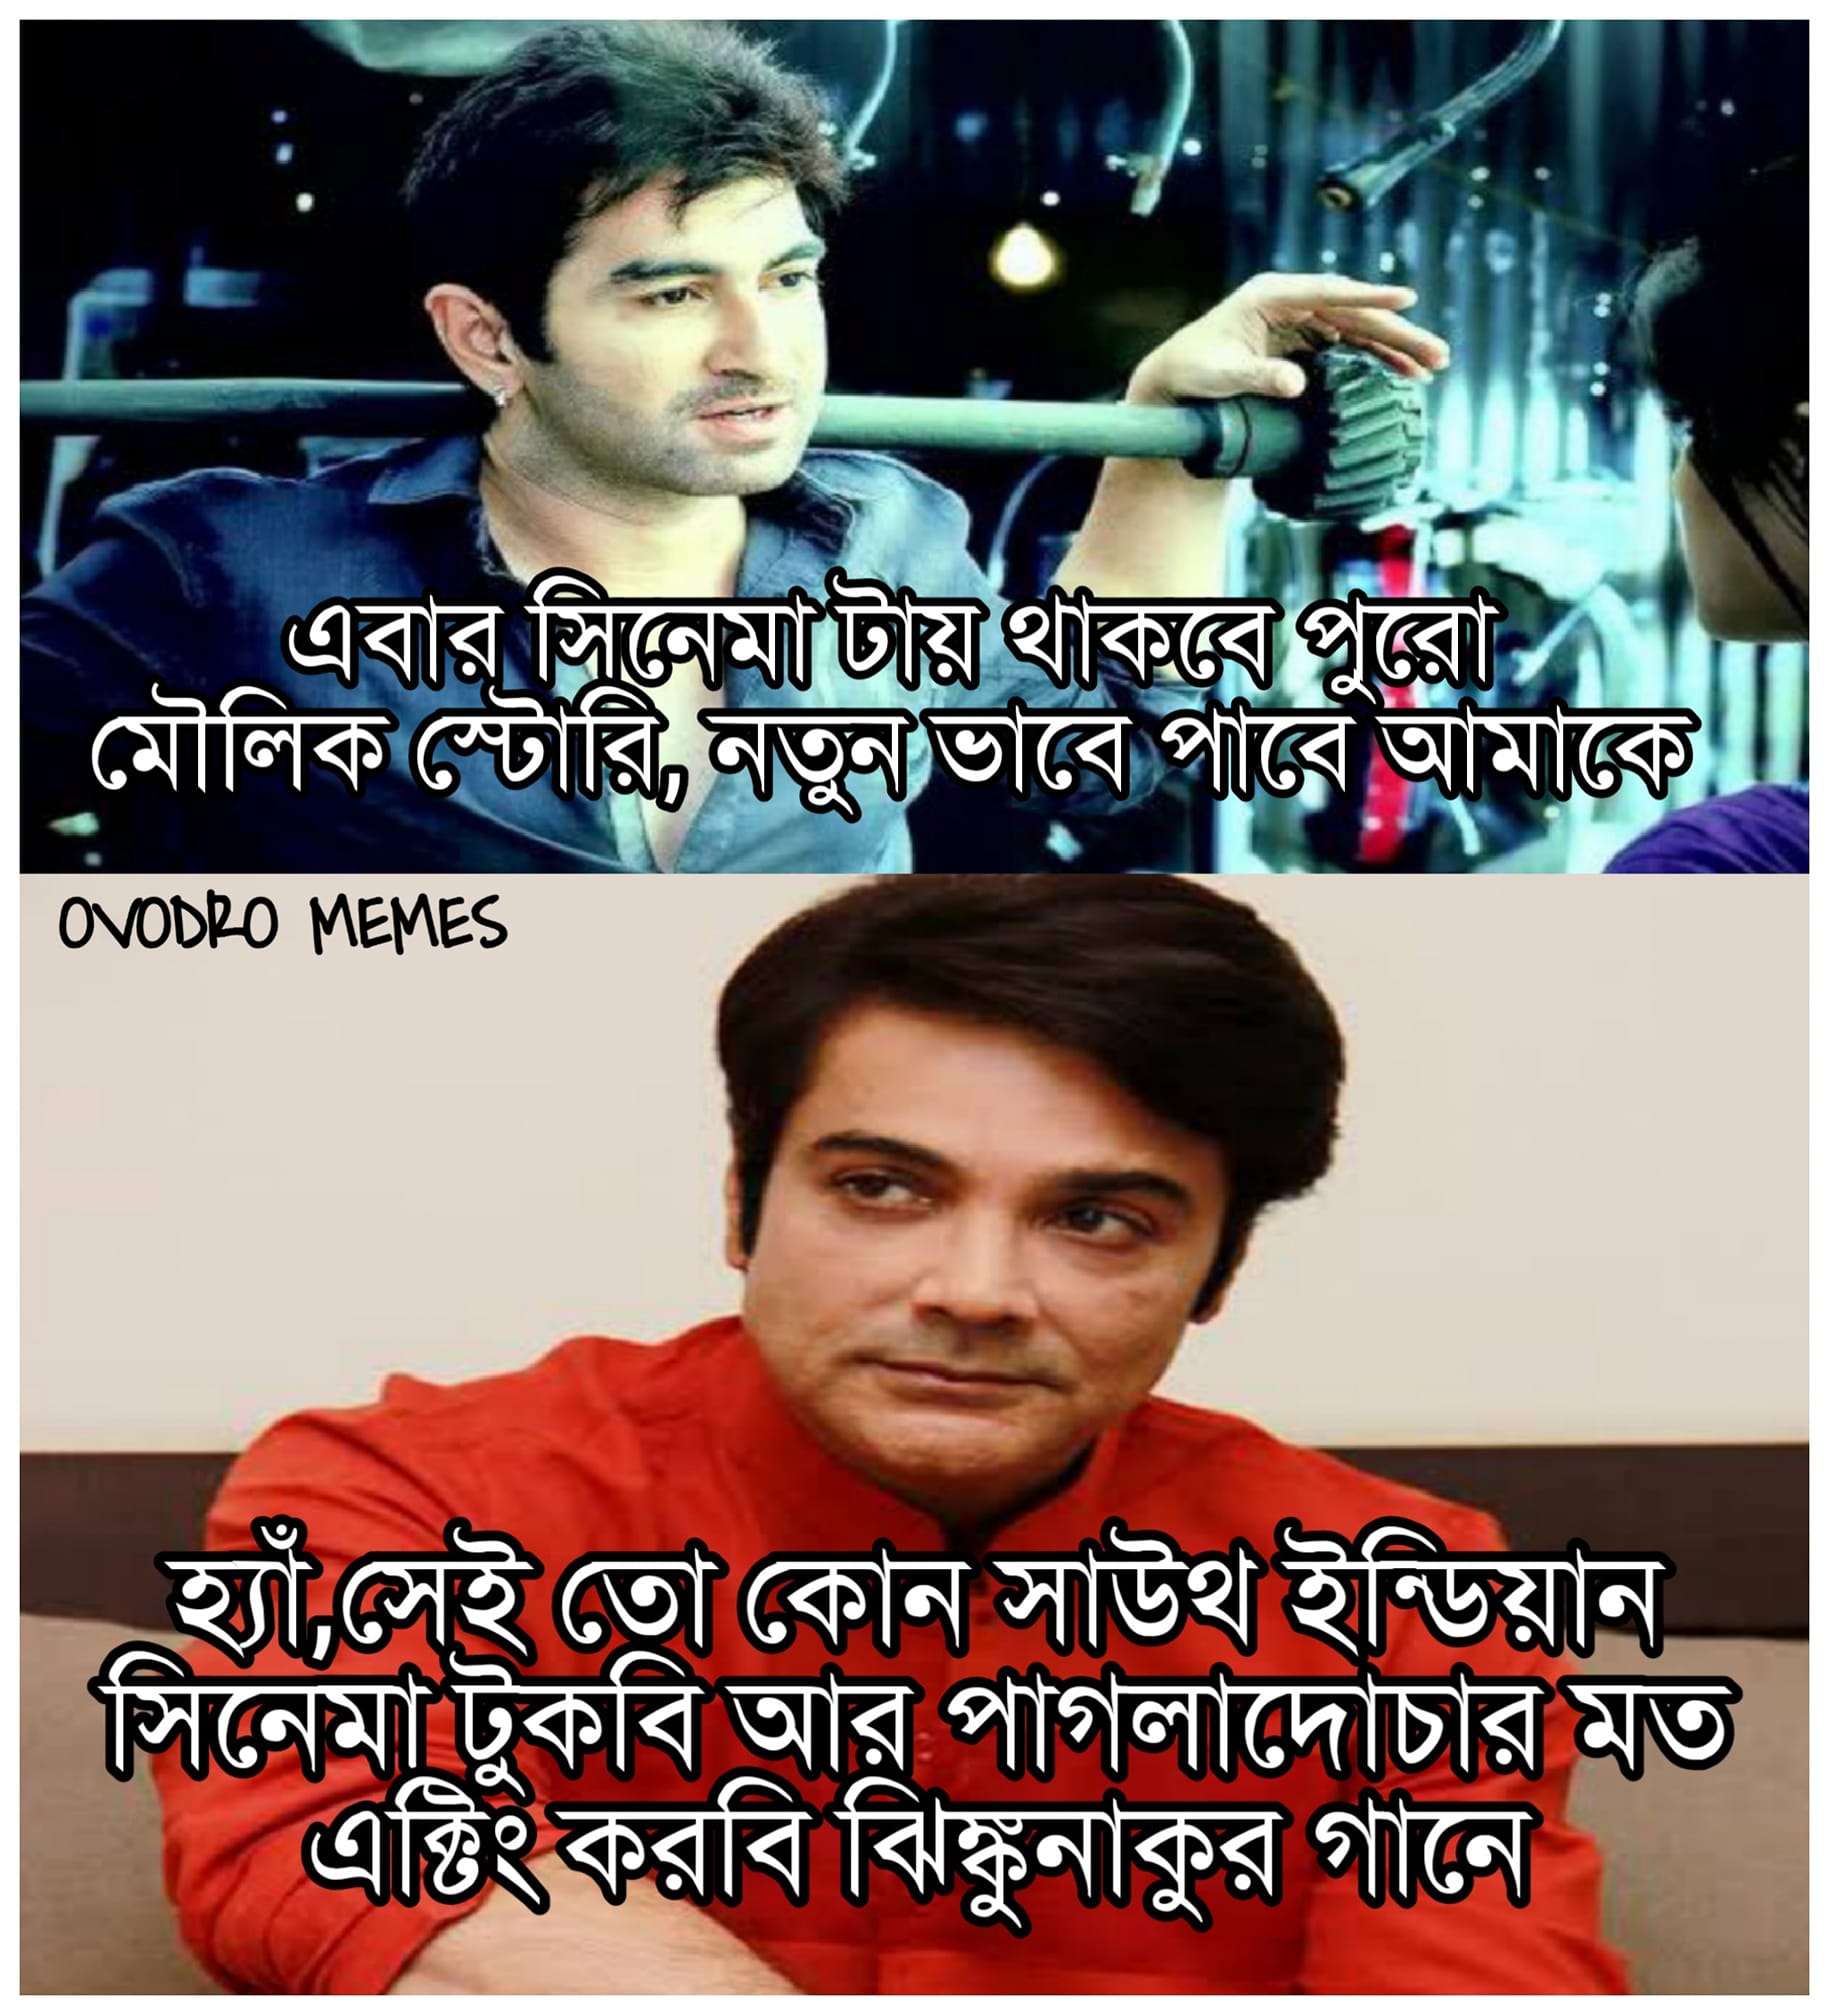 এবার সিনেমা টায় থাকবে পুরো
মৌলিক স্টোরি, নতুন ভাবে পাবে আমাকে
OVODRO MEMES
হ্যাঁ,সেই তো কোন সাউথ ইন্ডিয়ান
সিনেমা টুকবি আর পাগলাদোচার মত
এক্টিং করবি ঝিঙ্কুনাকুর গানে